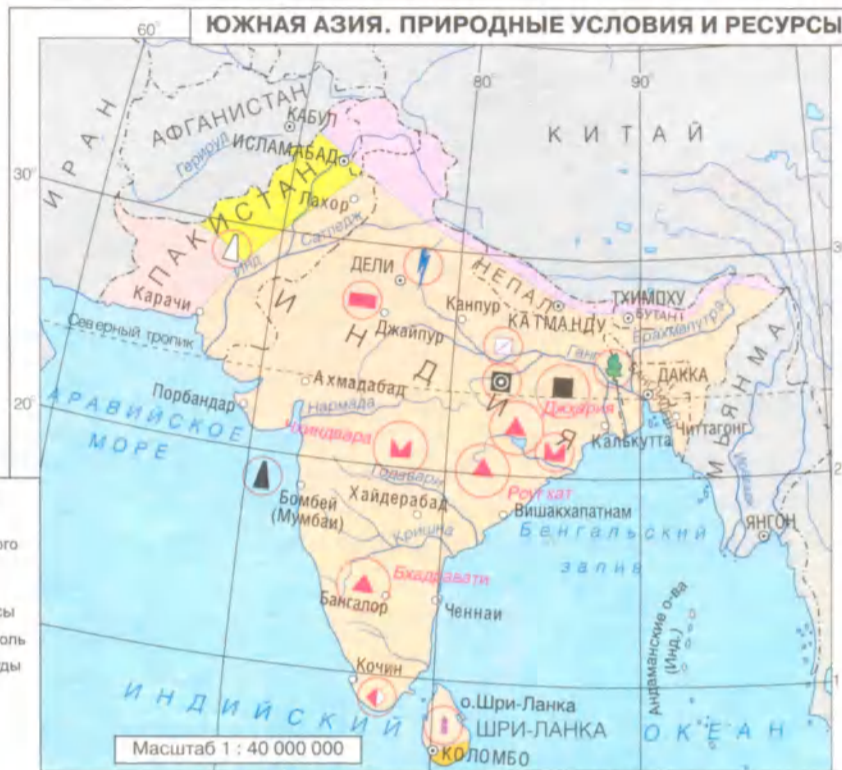 ЮЖНАЯ АЗИЯ. ПРИРОДНЫЕ УСЛОВИЯ И РЕСУРСЫ
60°
80°
90°
ИРАН
АФГАНИСТАН
КАБУЛ
Гарируд
ИСЛАМАБАД
КИТАЙ
30°
Лахор
ПАКИСТАН
Сатледж
Инд
ДЕЛИ
НЕПАЛ
Карачи
ИНДИЯ
Канпур
КАТМАНДУ
ТХИМПХУ
БУТАН
Брахмапутра
Северный тропик
Джайпур
Ганг
Ахмадабад
ДАККА
МЬЯНМА
20°
Порбандар
Нармада
Джхария
АРАВИЙСКОЕ
МОРЕ
Чхиндвара
Калькутта
Читтагонг
Годавари
Роугхат
Бомбей
(Мумбаи)
Хайдерабад
Вишакхапатнам
Кришна
Бенгальский
залив
ЯНГОН
Бхадравати
Бангалор
Ченнаи
Андаманские о-ва
(Инд.)
Кочин
ИНДИЙСКИЙ
ОКЕАН
о.Шри-Ланка
ШРИ-ЛАНКА
КОЛОМБО
Масштаб 1 : 40 000 000